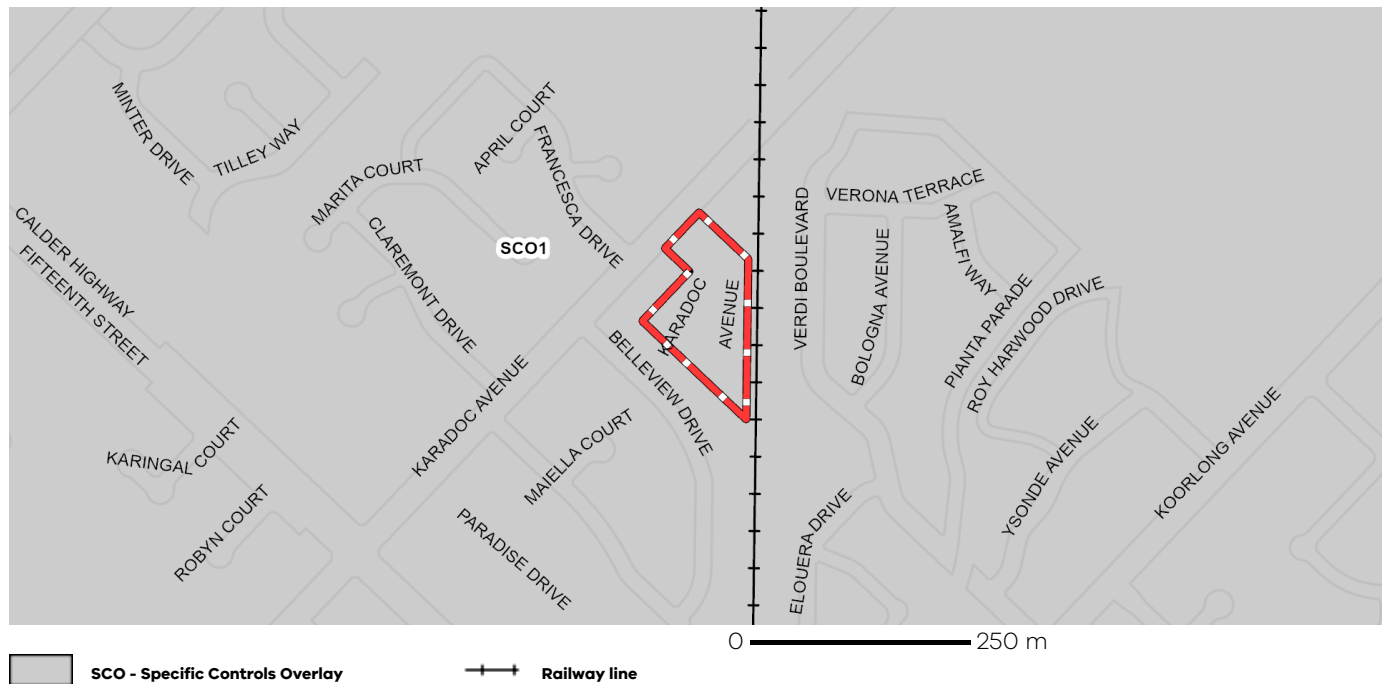 MINTER DRIVE
TILLEY WAY
APRIL COURT
FRANCESCA DRIVE
MARITA COURT
CALDER HIGHWAY
FIFTEENTH STREET
CLAREMONT DRIVE
SCO1
KARADOC AVENUE
VERDI BOULEVARD
VERONA TERRACE
BOLOGNA AVENUE
AMALFI WAY
PIANTA PARADE
ROY HARWOOD DRIVE
BELLEVIEW DRIVE
KARADOC AVENUE
KARINGAL COURT
ROBYN COURT
MAIELLA COURT
PARADISE DRIVE
ELOUERA DRIVE
YSONDE AVENUE
KOORLONG AVENUE
0 250 m
SCO - Specific Controls Overlay
Railway line